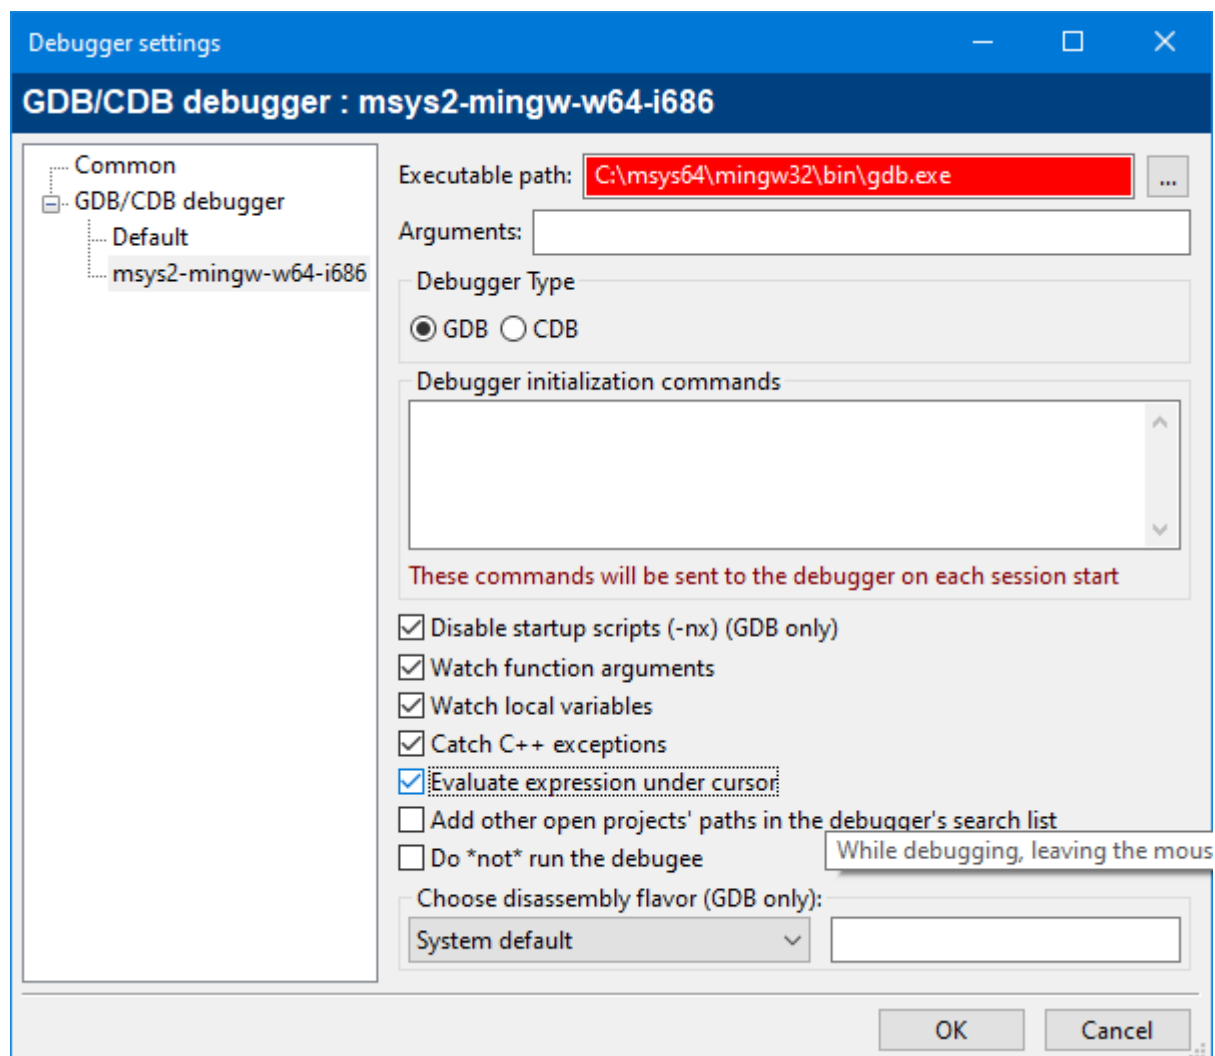 Debugger settings
GDB/CDB debugger : msys2-mingw-w64-i686
Common
GDB/CDB debugger
Default
msys2-mingw-w64-i686
Executable path: C:\msys64\mingw32\bin\gdb.exe ...
Arguments:
Debugger Type
GDB CDB
Debugger initialization commands
These commands will be sent to the debugger on each session start
Disable startup scripts (-nx) (GDB only)
Watch function arguments
Watch local variables
Catch C++ exceptions
Evaluate expression under cursor
Add other open projects' paths in the debugger's search list
Do *not* run the debugee
While debugging, leaving the mous
Choose disassembly flavor (GDB only):
System default
OK Cancel